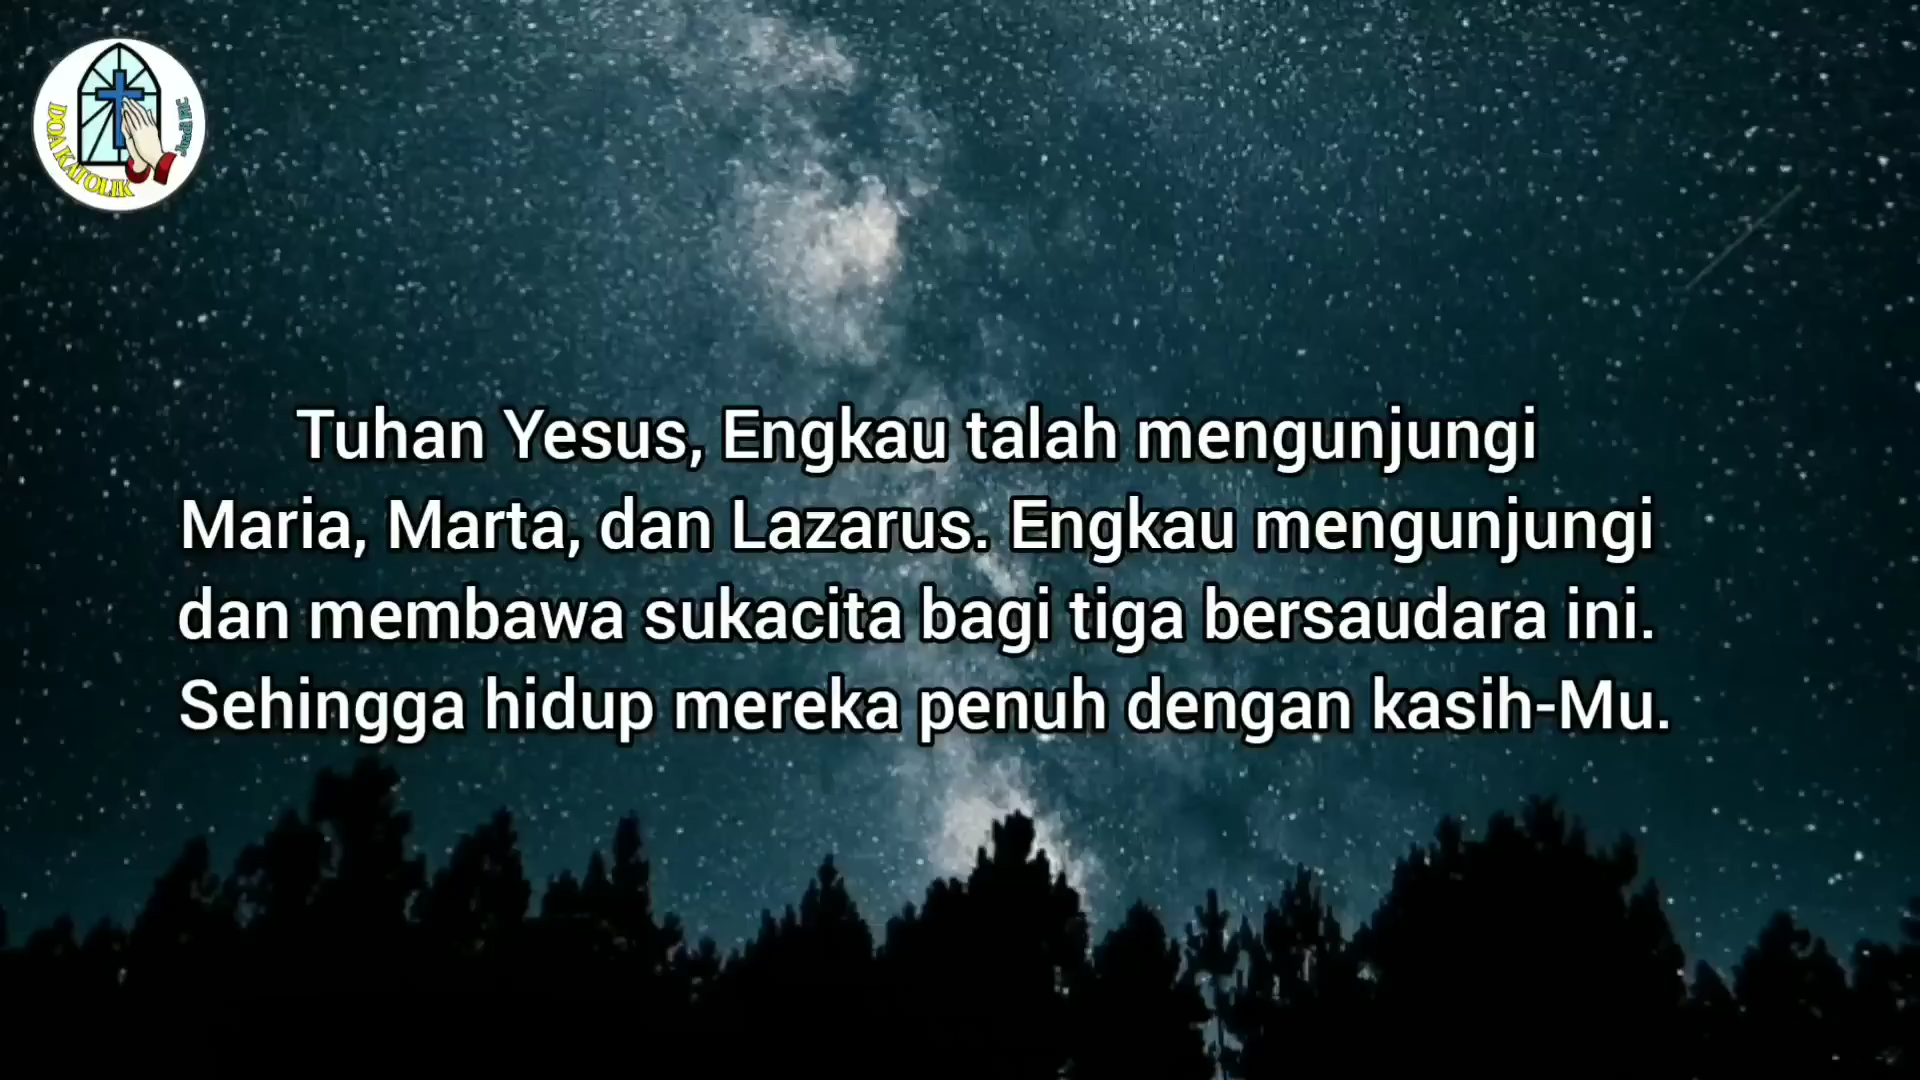 DOA KATOLIK
Tuhan Yesus, Engkau talah mengunjungi
Maria, Marta, dan Lazarus. Engkau mengunjungi
dan membawa sukacita bagi tiga bersaudara ini.
Sehingga hidup mereka penuh dengan kasih-Mu.